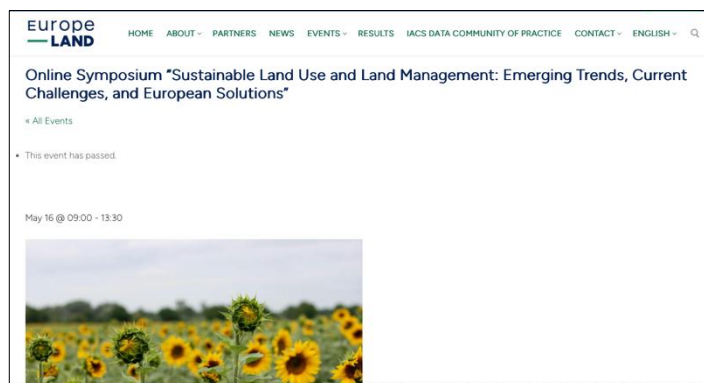 Europe
LAND
HOME ABOUT PARTNERS NEWS EVENTS RESULTS IACS DATA COMMUNITY OF PRACTICE CONTACT ENGLISH
Online Symposium "Sustainable Land Use and Land Management: Emerging Trends, Current
Challenges, and European Solutions"
« All Events
• This event has passed.
May 16 @ 09:00 - 13:30